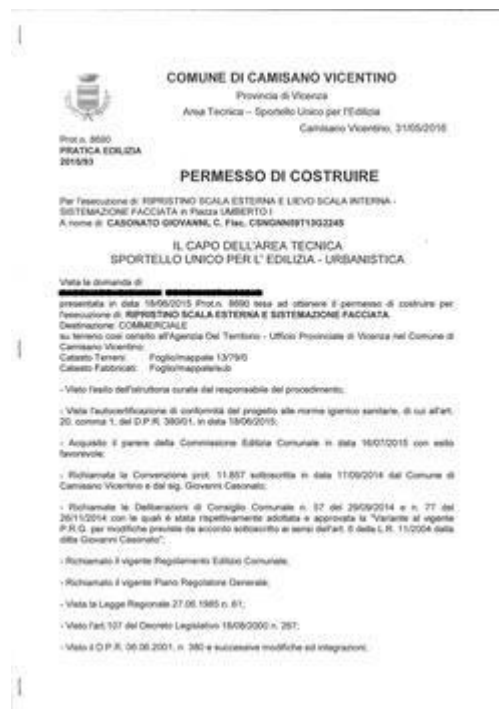 COMUNE DI CAMISANO VICENTINO
Provincia di Vicenza
Area Tecnica – Sportello Unico per l'Edilizia
Camisano Vicentino, 31/05/2016
Prot.n. 8690
PRATICA EDILIZIA
2015/93
PERMESSO DI COSTRUIRE
Per l'esecuzione di: RIPRISTINO SCALA ESTERNA E LIEVO SCALA INTERNA -
SISTEMAZIONE FACCIATA in Piazza UMBERTO I
A nome di: CASONATO GIOVANNI, C. Fisc.
IL CAPO DELL'AREA TECNICA
SPORTELLO UNICO PER L' EDILIZIA - URBANISTICA
Vista la domanda di
presentata in data 18/06/2015 Prot.n. 8690 tesa ad ottenere il permesso di costruire per
l'esecuzione di: RIPRISTINO SCALA ESTERNA E SISTEMAZIONE FACCIATA.
Destinazione: COMMERCIALE
su terreno così censito all'Agenzia Del Territorio - Ufficio Provinciale di Vicenza nel Comune di
Camisano Vicentino:
Catasto Terreni: Foglio/mappale 13/79/0
Catasto Fabbricati: Foglio/mappale/sub
- Visto l'esito dell'istruttoria curata dal responsabile del procedimento;
- Vista l'autocertificazione di conformità del progetto alle norme igienico sanitarie, di cui all'art.
20, comma 1, del D.P.R. 380/01, in data 18/06/2015;
- Acquisito il parere della Commissione Edilizia Comunale in data 16/07/2015 con esito
favorevole;
- Richiamata la Convenzione prot. 11.657 sottoscritta in data 17/09/2014 dal Comune di
Camisano Vicentino e dal sig. Giovanni Casonato;
- Richiamate le Deliberazioni di Consiglio Comunale n. 57 del 29/09/2014 e n. 77 del
26/11/2014 con le quali è stata rispettivamente adottata e approvata la "Variante al vigente
P.R.G. per modifiche previste da accordo sottoscritto ai sensi dell'art. 6 della L.R. 11/2004 dalla
ditta Giovanni Casonato";
- Richiamato il vigente Regolamento Edilizio Comunale;
- Richiamato il vigente Piano Regolatore Generale;
- Vista la Legge Regionale 27.06.1985 n. 61;
- Visto l'art.107 del Decreto Legislativo 18/08/2000 n. 267;
- Visto il D.P.R. 06.06.2001, n. 380 e successive modifiche ed integrazioni;